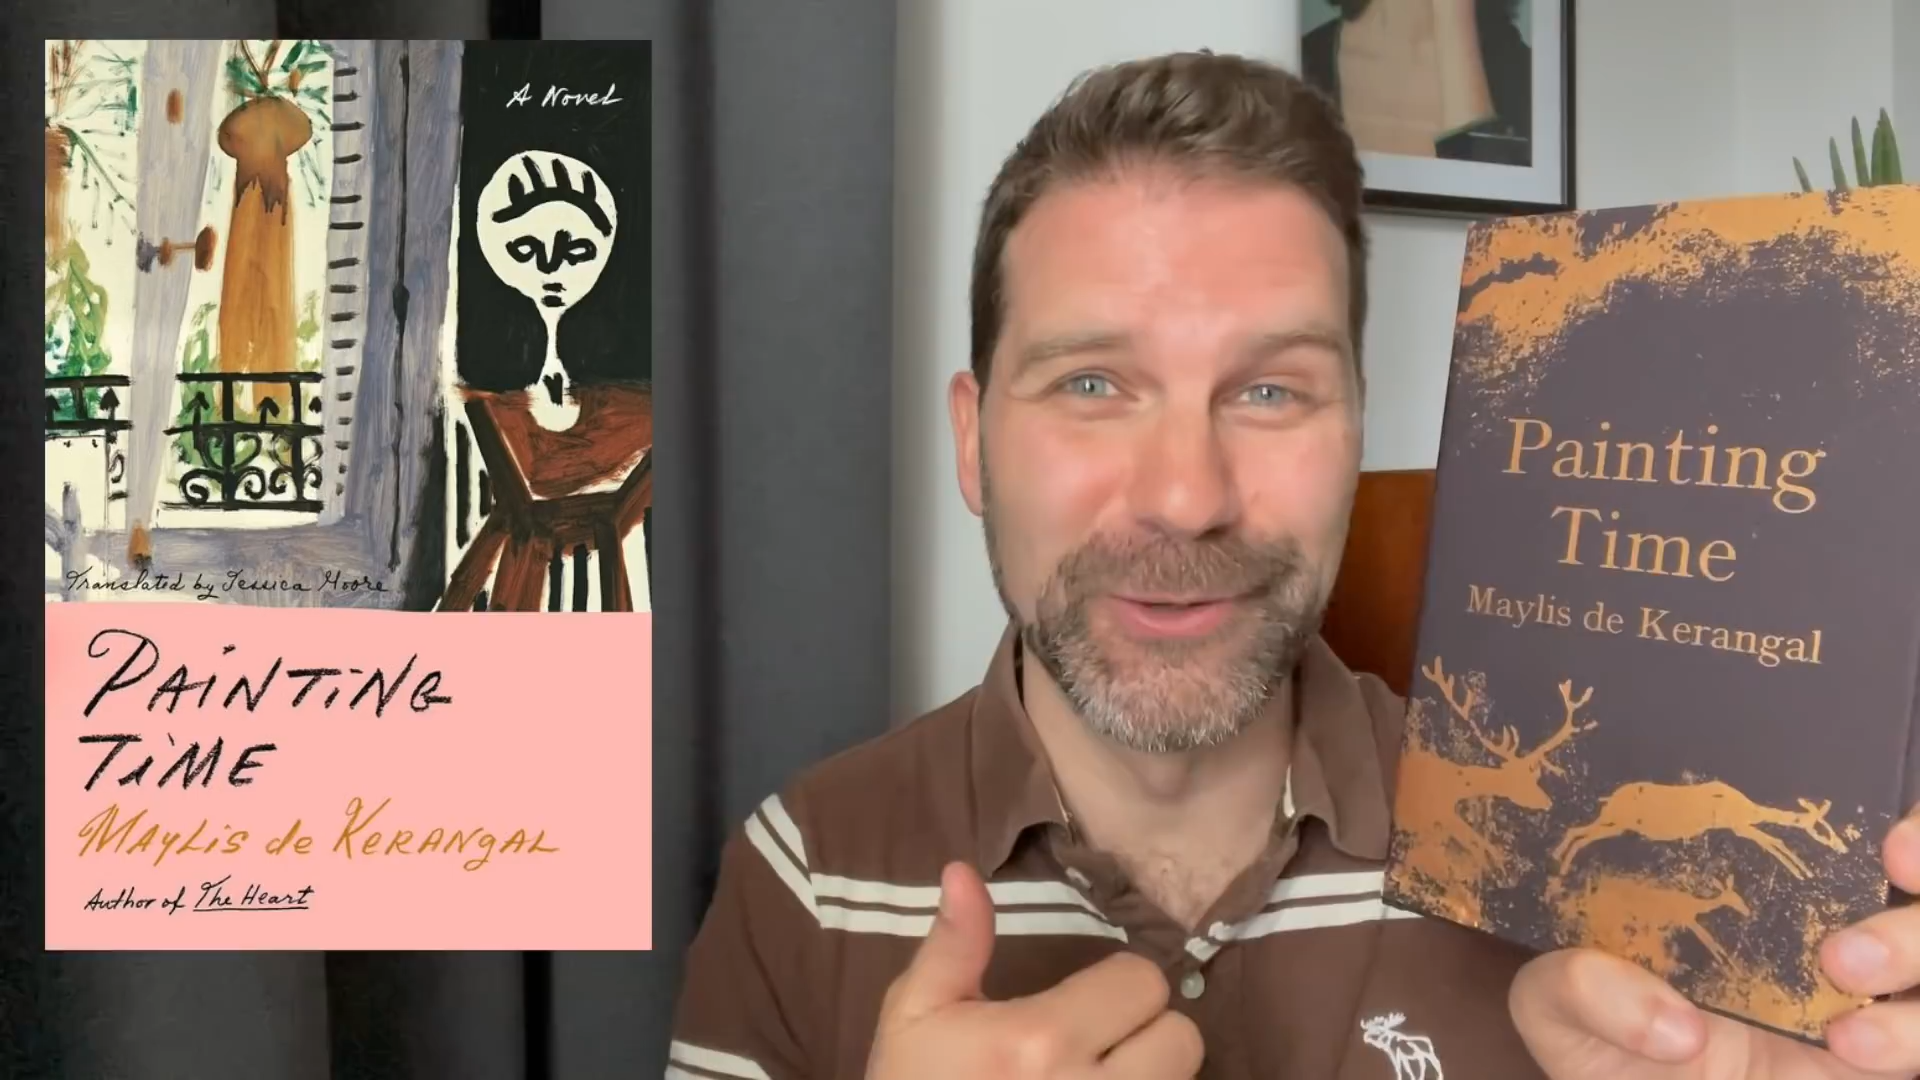 A Novel
Translated by Jessica Moore
PAiNTiNG
TiME
MAYLiS de KERANgAL
Author of The Heart
Painting
Time
Maylis de Kerangal